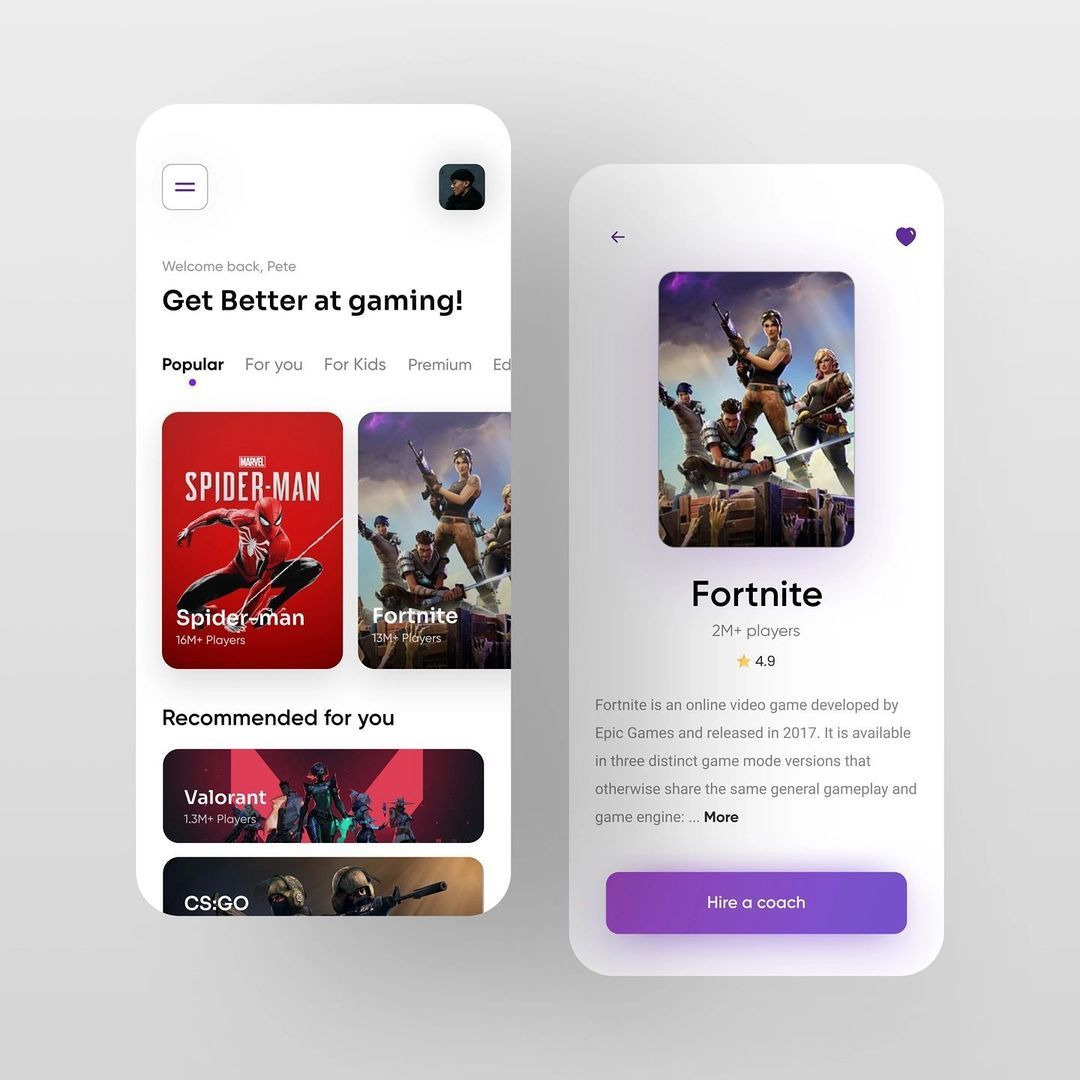 Welcome back, Pete
Get Better at gaming!
Popular For you For Kids Premium Ed
MARVEL
SPIDER-MAN
Spider-man
16M+ Players
Fortnite
13M+ Players
Recommended for you
Valorant
1.3M+ Players
CS:GO
Fortnite
2M+ players
4.9
Fortnite is an online video game developed by
Epic Games and released in 2017. It is available
in three distinct game mode versions that
otherwise share the same general gameplay and
game engine: ... More
Hire a coach